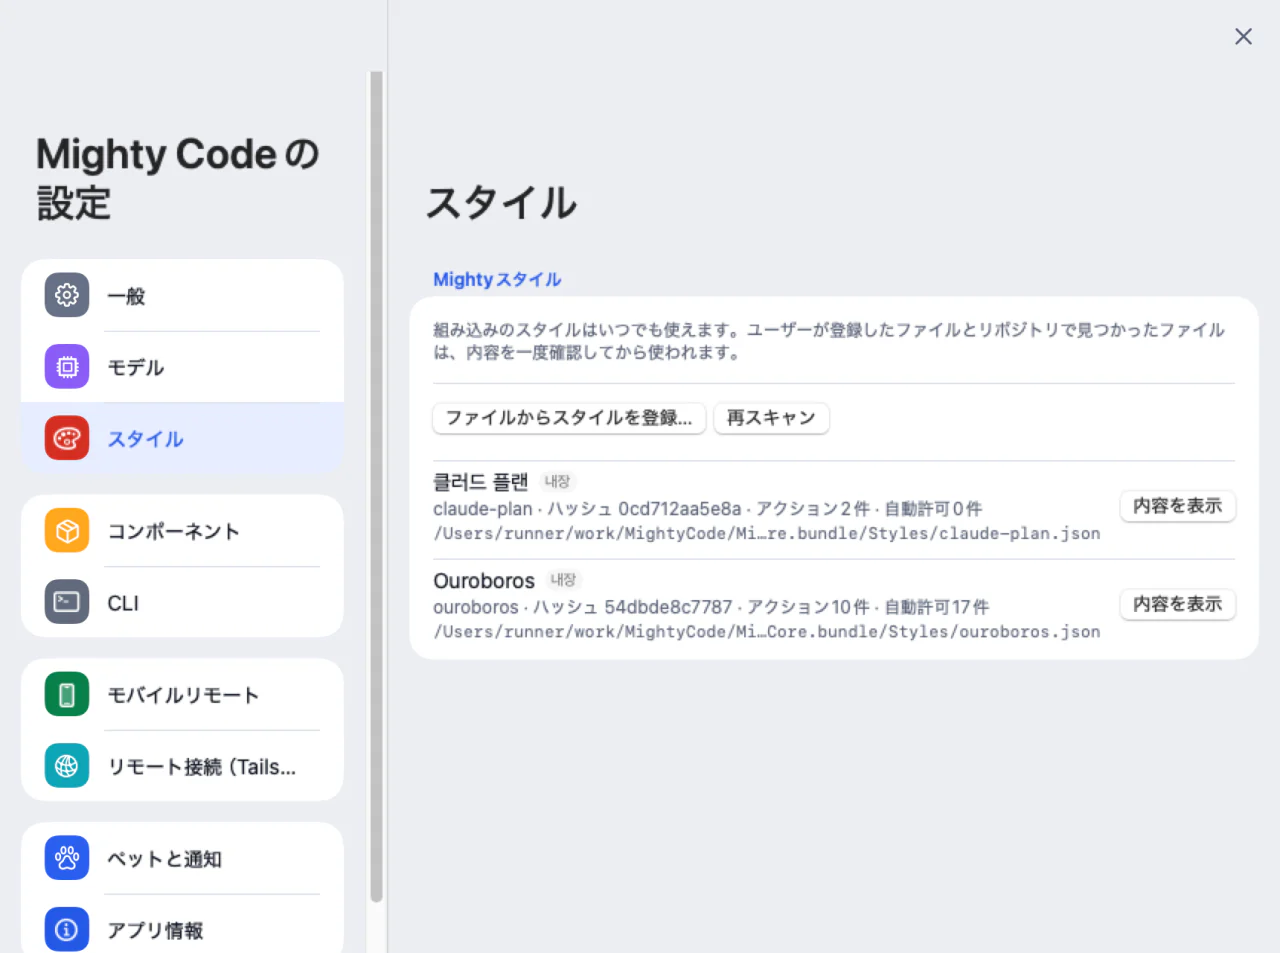 Mighty Code の
設定
一般
モデル
スタイル
コンポーネント
CLI
モバイルリモート
リモート接続 (Tails...
ペットと通知
アプリ情報
スタイル
Mighty スタイル
組み込みのスタイルはいつでも使えます。ユーザーが登録したファイルとリポジトリで見つかったファイル
は、内容を一度確認してから使われます。
ファイルからスタイルを登録...
再スキャン
클러드 플랜 내장
claude-plan · ハッシュ 0cd712aa5e8a · アクション 2 件 · 自動許可 0 件
/Users/runner/work/MightyCode/Mi…re.bundle/Styles/claude-plan.json
内容を表示
Ouroboros 내장
ouroboros · ハッシュ 54dbde8c7787 · アクション 10 件 · 自動許可 17 件
/Users/runner/work/MightyCode/Mi…Core.bundle/Styles/ouroboros.json
内容を表示